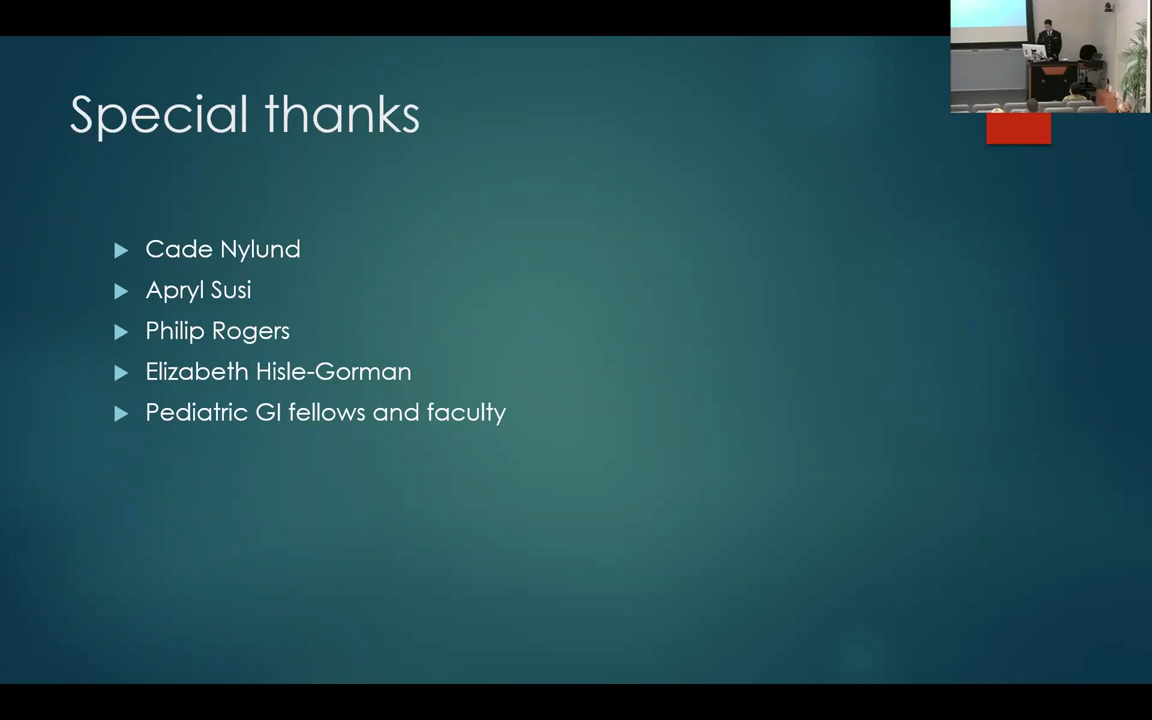 Special thanks
Cade Nylund
Apryl Susi
Philip Rogers
Elizabeth Hisle-Gorman
Pediatric GI fellows and faculty